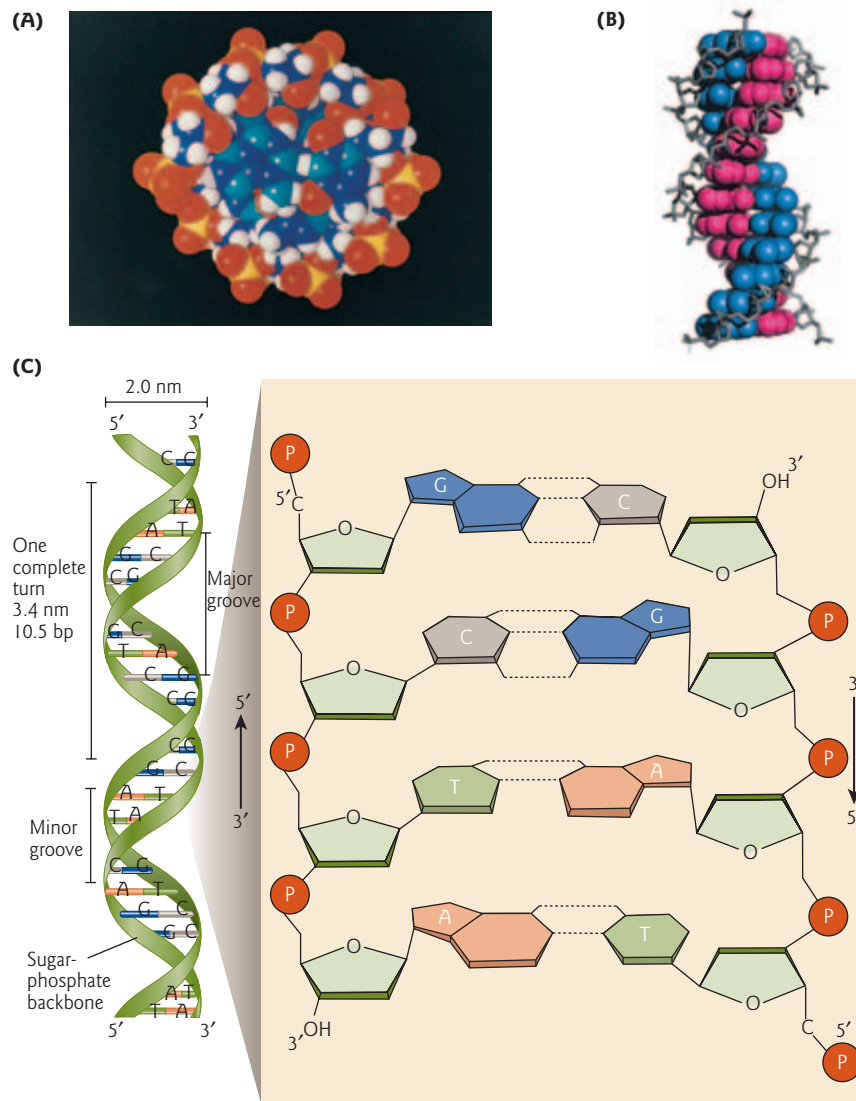 (A)
(B)
(C)
2.0 nm
5′ 3′
C G
T A
A T
G C
C G
G C
T A
C G
C G
C G
G C
A T
T A
C G
A T
G C
G C
A T
T A
5′ 3′
One
complete
turn
3.4 nm
10.5 bp
Major
groove
Minor
groove
Sugar-
phosphate
backbone
5′
3′
P
5′
C
O
G
C
3′
OH
O
P
C
G
P
O
O
3
5
P
T
A
P
O
O
P
A
T
P
O
O
3′
OH
C
5′
P